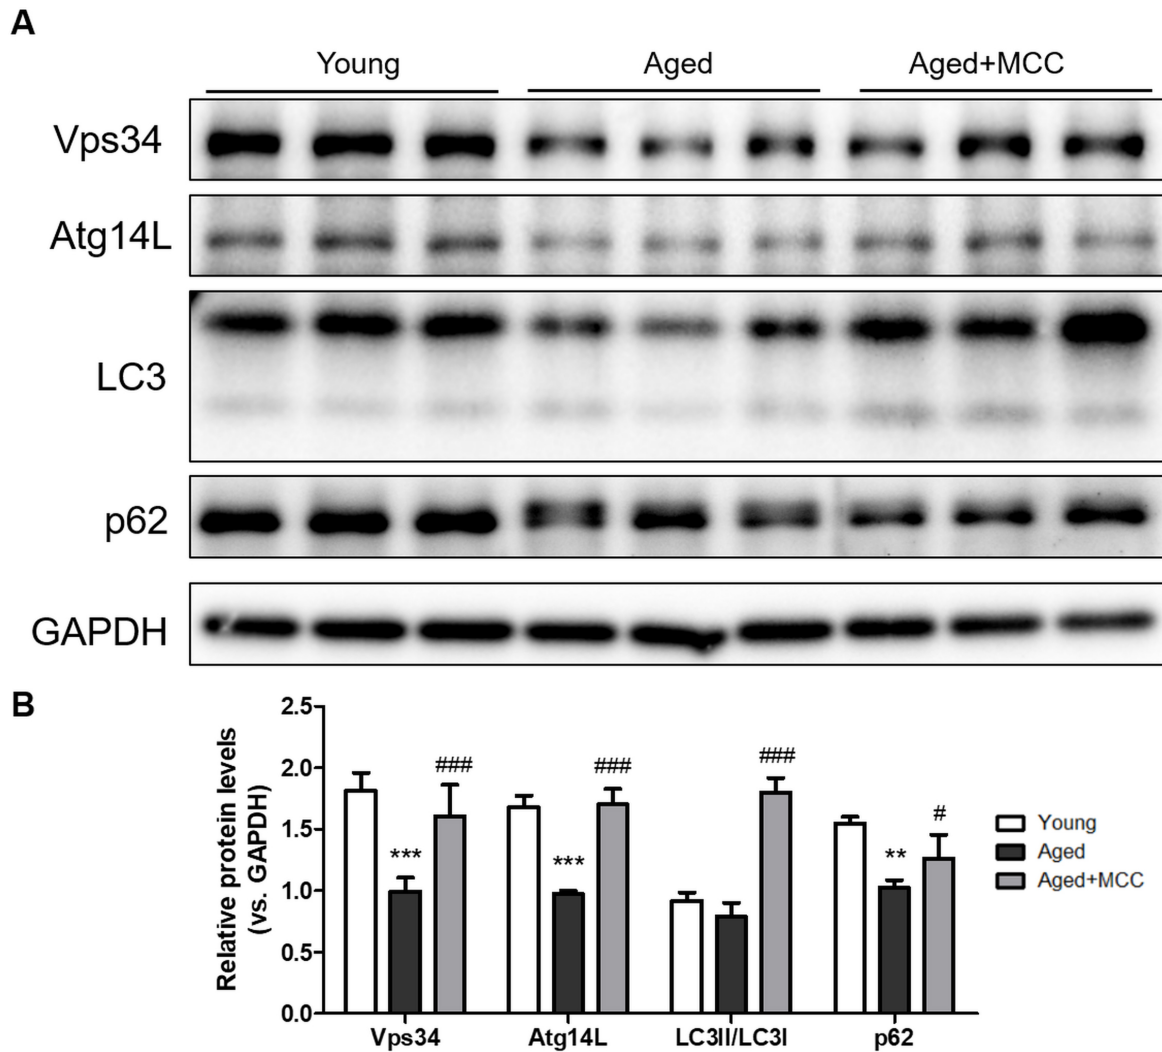 A
Young Aged Aged+MCC
Vps34
Atg14L
LC3
p62
GAPDH
B
Relative protein levels
(vs. GAPDH)
2.5
2.0
1.5
1.0
0.5
0.0
*** ###
*** ###
###
** #
Vps34 Atg14L LC3II/LC3I p62
Young
Aged
Aged+MCC